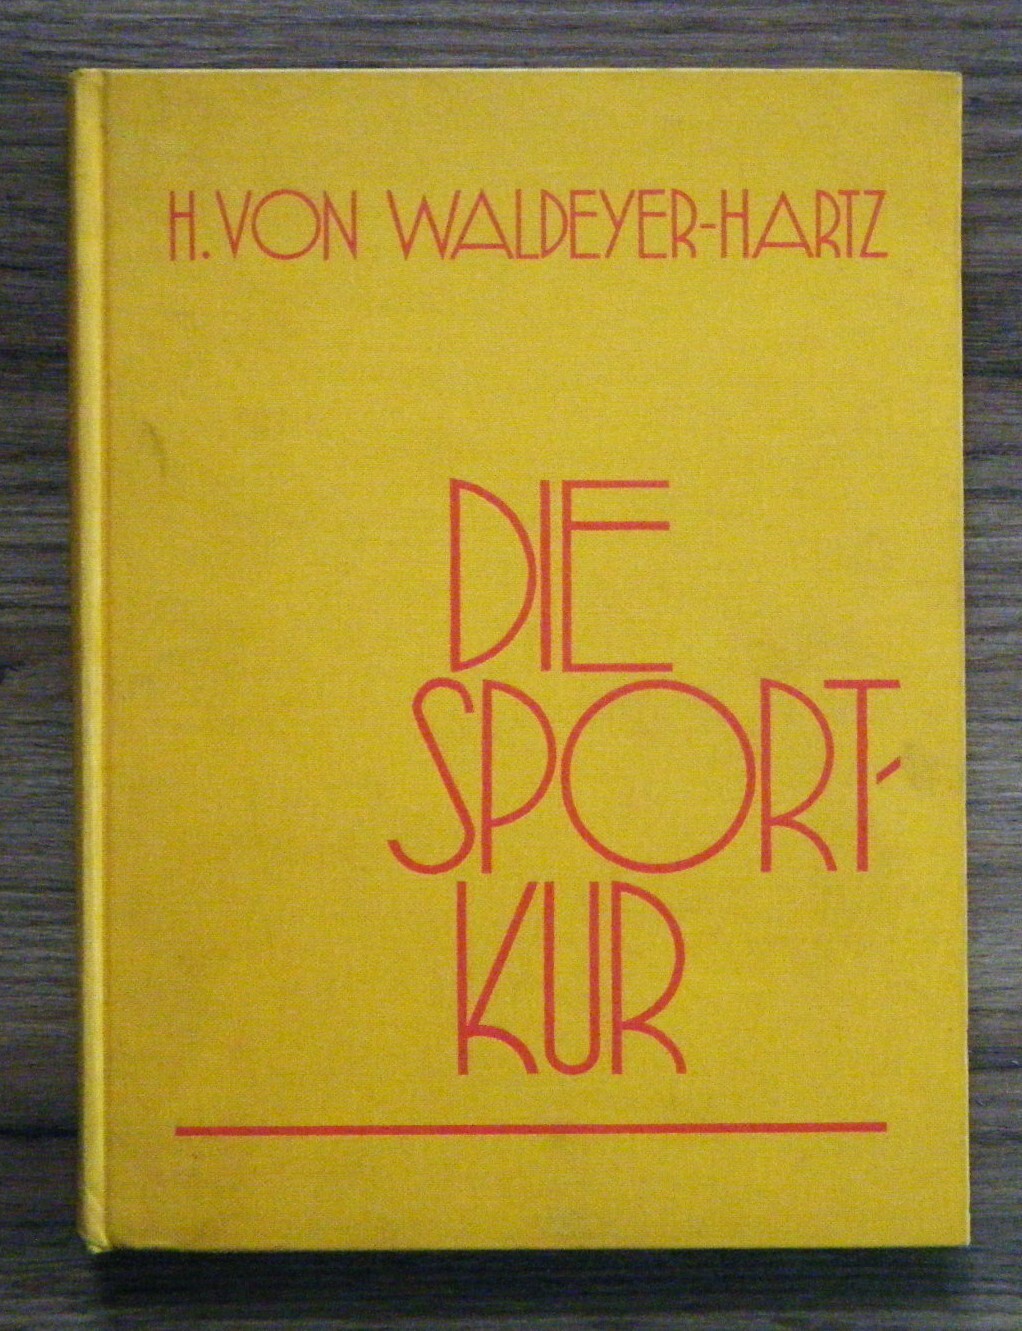 H. VON WALDEYER-HARTZ
DIE
SPORT-
KUR